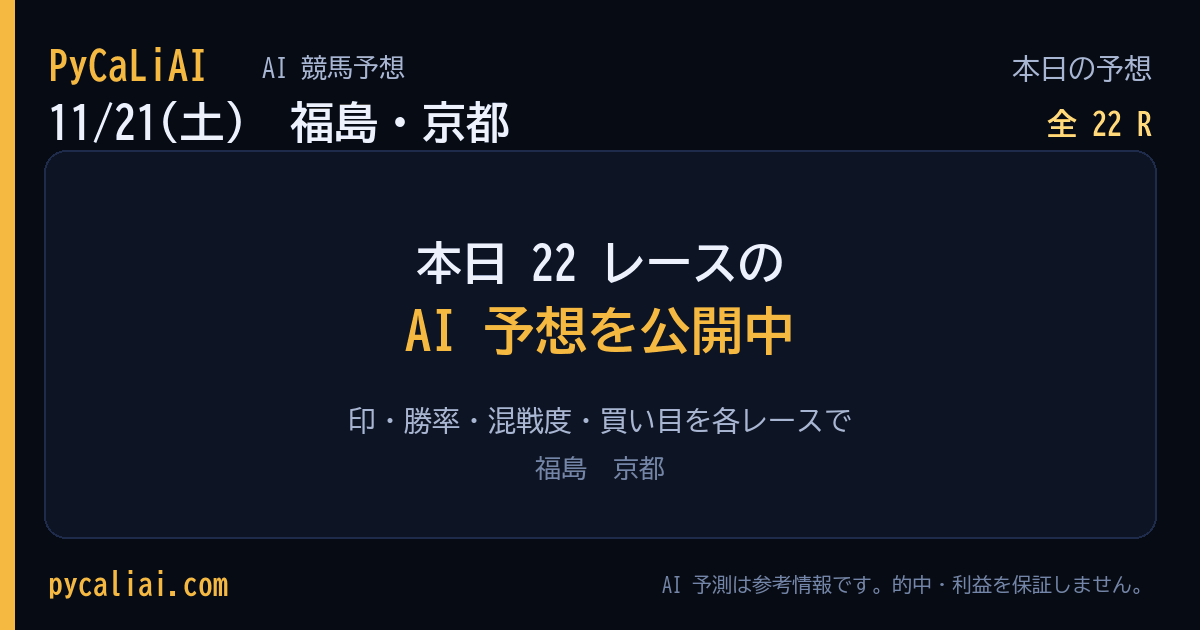 PyCaLiAI AI 競馬予想 本日の予想
11/21(土) 福島・京都 全 22 R
本日 22 レースの
AI 予想を公開中
印・勝率・混戦度・買い目を各レースで
福島 京都
pycaliai.com AI 予測は参考情報です。的中・利益を保証しません。